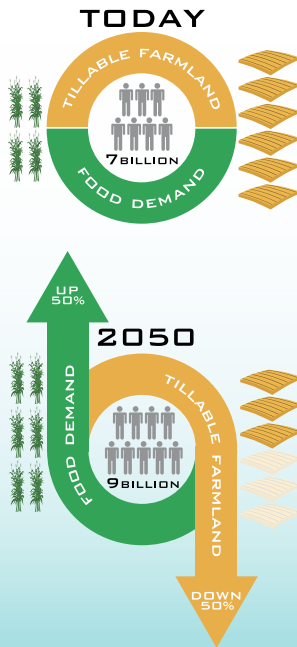 TODAY
TILLABLE FARMLAND
7 BILLION
FOOD DEMAND
UP
50%
2050
FOOD DEMAND
TILLABLE FARMLAND
9 BILLION
DOWN
50%